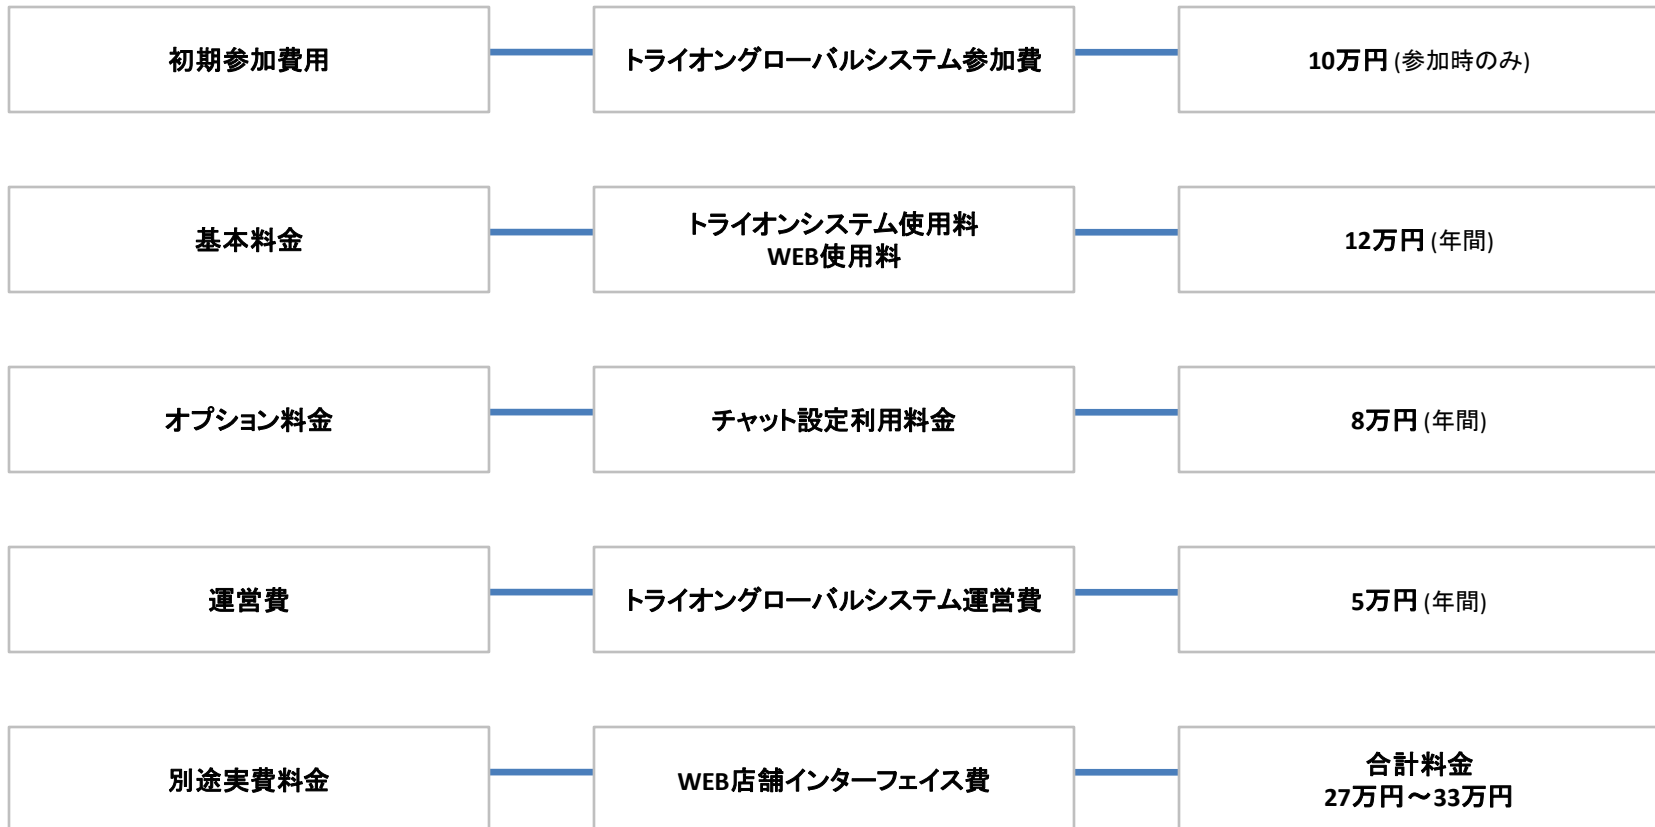 初期参加費用
トライオングローバルシステム参加費
10万円 (参加時のみ)
基本料金
トライオンシステム使用料
WEB使用料
12万円 (年間)
オプション料金
チャット設定利用料金
8万円 (年間)
運営費
トライオングローバルシステム運営費
5万円 (年間)
別途実費料金
WEB店舗インターフェイス費
合計料金
27万円～33万円